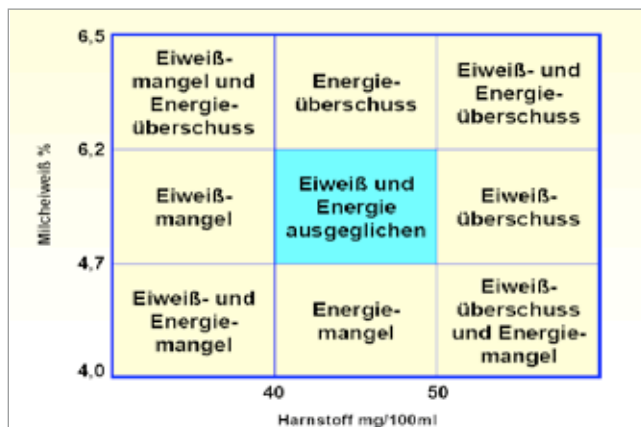 6,5
Eiweiß-
mangel und
Energie-
überschuss
Energie-
überschuss
Eiweiß- und
Energie-
überschuss
6,2
Milcheiweiß %
Eiweiß-
mangel
Eiweiß und
Energie
ausgeglichen
Eiweiß-
überschuss
4,7
Eiweiß- und
Energie-
mangel
Energie-
mangel
Eiweiß-
überschuss
und Energie-
mangel
4,0
40
50
Harnstoff mg/100ml